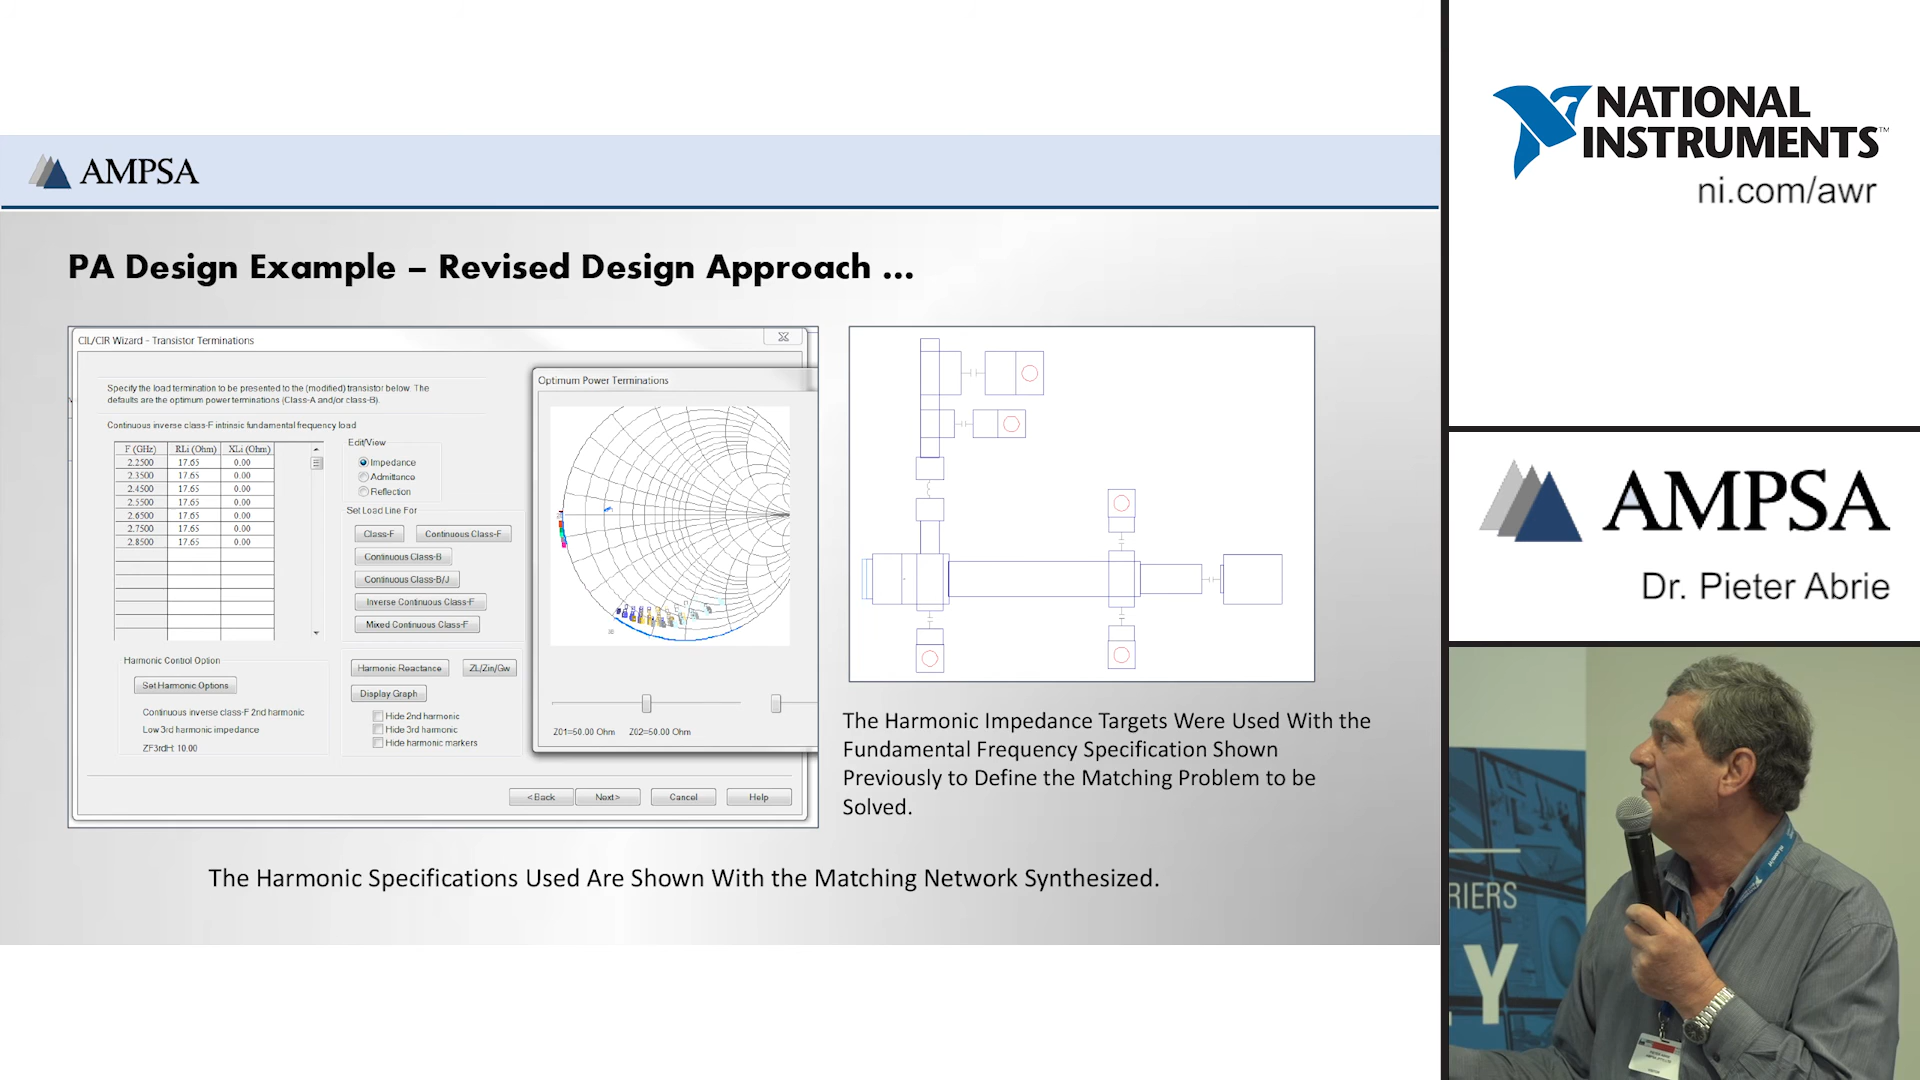 AMPSA
PA Design Example – Revised Design Approach ...
CIL/CIR Wizard - Transistor Terminations
Specify the load termination to be presented to the (modified) transistor below. The
defaults are the optimum power terminations (Class-A and/or class-B).
Continuous inverse class-F intrinsic fundamental frequency load
F (GHz) RLi (Ohm) XLi (Ohm)
2.2500 17.65 0.00
2.3500 17.65 0.00
2.4500 17.65 0.00
2.5500 17.65 0.00
2.6500 17.65 0.00
2.7500 17.65 0.00
2.8500 17.65 0.00
Edit/View
Impedance
Admittance
Reflection
Set Load Line For
Class-F Continuous Class-F
Continuous Class-B
Continuous Class-B/J
Inverse Continuous Class-F
Mixed Continuous Class-F
Harmonic Control Option
Set Harmonic Options
Continuous inverse class-F 2nd harmonic
Low 3rd harmonic impedance
ZF3rdH: 10.00
Harmonic Reactance ZL/Zin/Gw
Display Graph
Hide 2nd harmonic
Hide 3rd harmonic
Hide harmonic markers
< Back Next > Cancel Help
Optimum Power Terminations
Z01=50.00 Ohm Z02=50.00 Ohm
The Harmonic Impedance Targets Were Used With the
Fundamental Frequency Specification Shown
Previously to Define the Matching Problem to be
Solved.
The Harmonic Specifications Used Are Shown With the Matching Network Synthesized.
NATIONAL
INSTRUMENTS™
ni.com/awr
AMPSA
Dr. Pieter Abrie
RIERS
Y